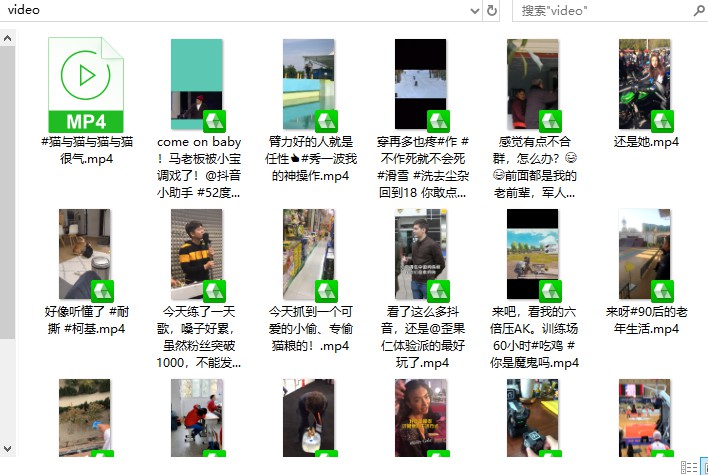 video
搜索"video"
MP4
#猫与猫与猫与猫
很气.mp4
come on baby
！马老板被小宝
调戏了！@抖音
小助手 #52度...
臂力好的人就是
任性👆#秀一波我
的神操作.mp4
穿再多也疼#作 #
不作死就不会死
#滑雪 #洗去尘杂
回到18 你敢点...
感觉有点不合
群，怎么办？😂
😂前面都是我的
老前辈，军人...
还是她.mp4
好像听懂了 #耐
撕 #柯基.mp4
今天练了一天
歌，嗓子好累，
虽然粉丝突破
1000，不能发...
今天抓到一个可
爱的小偷、专偷
猫粮的！.mp4
看了这么多抖
音，还是@歪果
仁体验派的最好
玩了.mp4
来吧，看我的六
倍压AK。训练场
60小时#吃鸡 #
你是魔鬼吗.mp4
来呀#90后的老
年生活.mp4